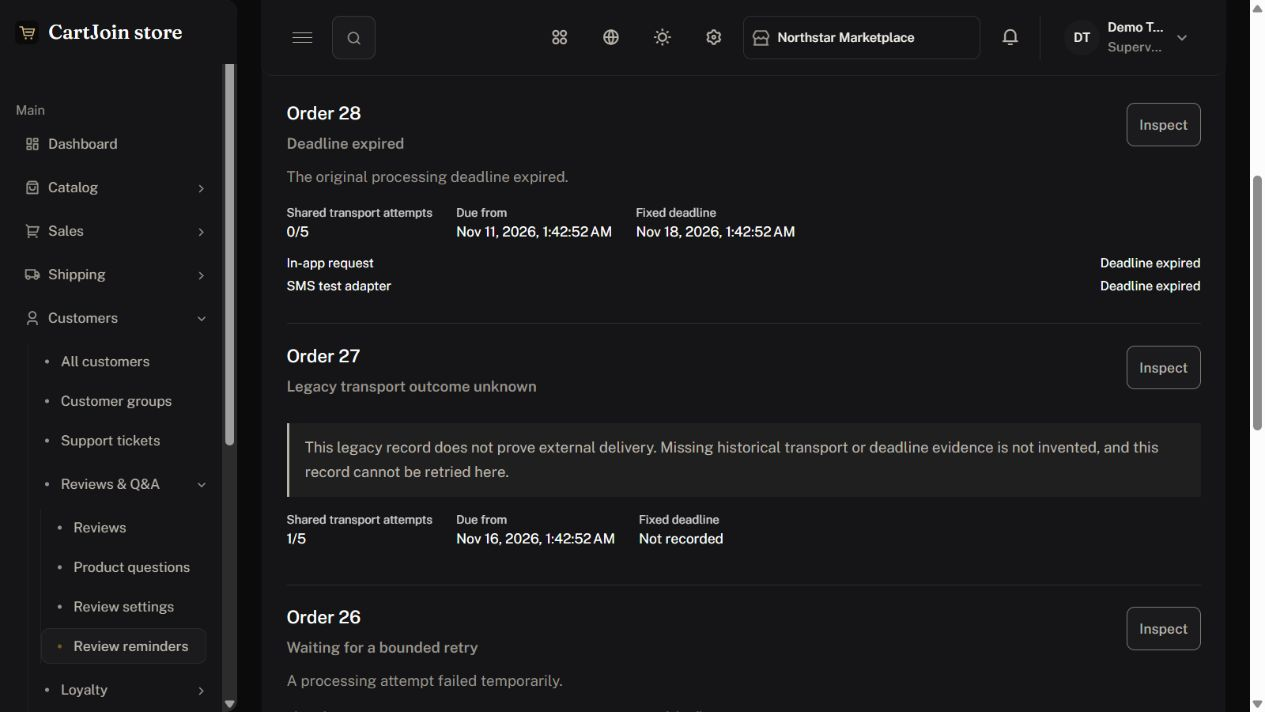 CartJoin store
Main
Dashboard
Catalog
Sales
Shipping
Customers
All customers
Customer groups
Support tickets
Reviews & Q&A
Reviews
Product questions
Review settings
Review reminders
Loyalty
Northstar Marketplace
DT
Demo T...
Superv...
Order 28
Inspect
Deadline expired
The original processing deadline expired.
Shared transport attempts
0/5
Due from
Nov 11, 2026, 1:42:52 AM
Fixed deadline
Nov 18, 2026, 1:42:52 AM
In-app request
Deadline expired
SMS test adapter
Deadline expired
Order 27
Inspect
Legacy transport outcome unknown
This legacy record does not prove external delivery. Missing historical transport or deadline evidence is not invented, and this
record cannot be retried here.
Shared transport attempts
1/5
Due from
Nov 16, 2026, 1:42:52 AM
Fixed deadline
Not recorded
Order 26
Inspect
Waiting for a bounded retry
A processing attempt failed temporarily.